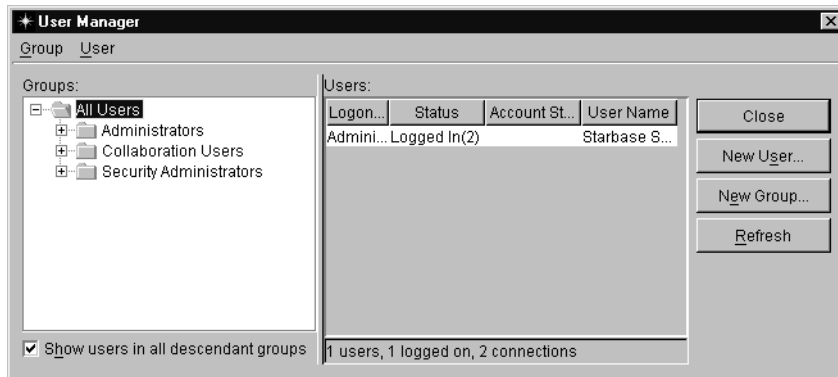 User Manager
Group User
Groups:
All Users
Administrators
Collaboration Users
Security Administrators
Show users in all descendant groups
Users:
Logon... Status Account St... User Name
Admini... Logged In(2) Starbase S...
1 users, 1 logged on, 2 connections
Close
New User...
New Group...
Refresh